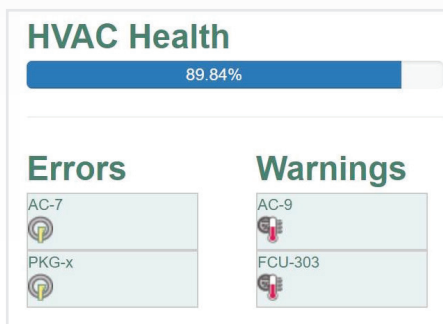 HVAC Health
89.84%
Errors
Warnings
AC-7
AC-9
PKG-x
FCU-303